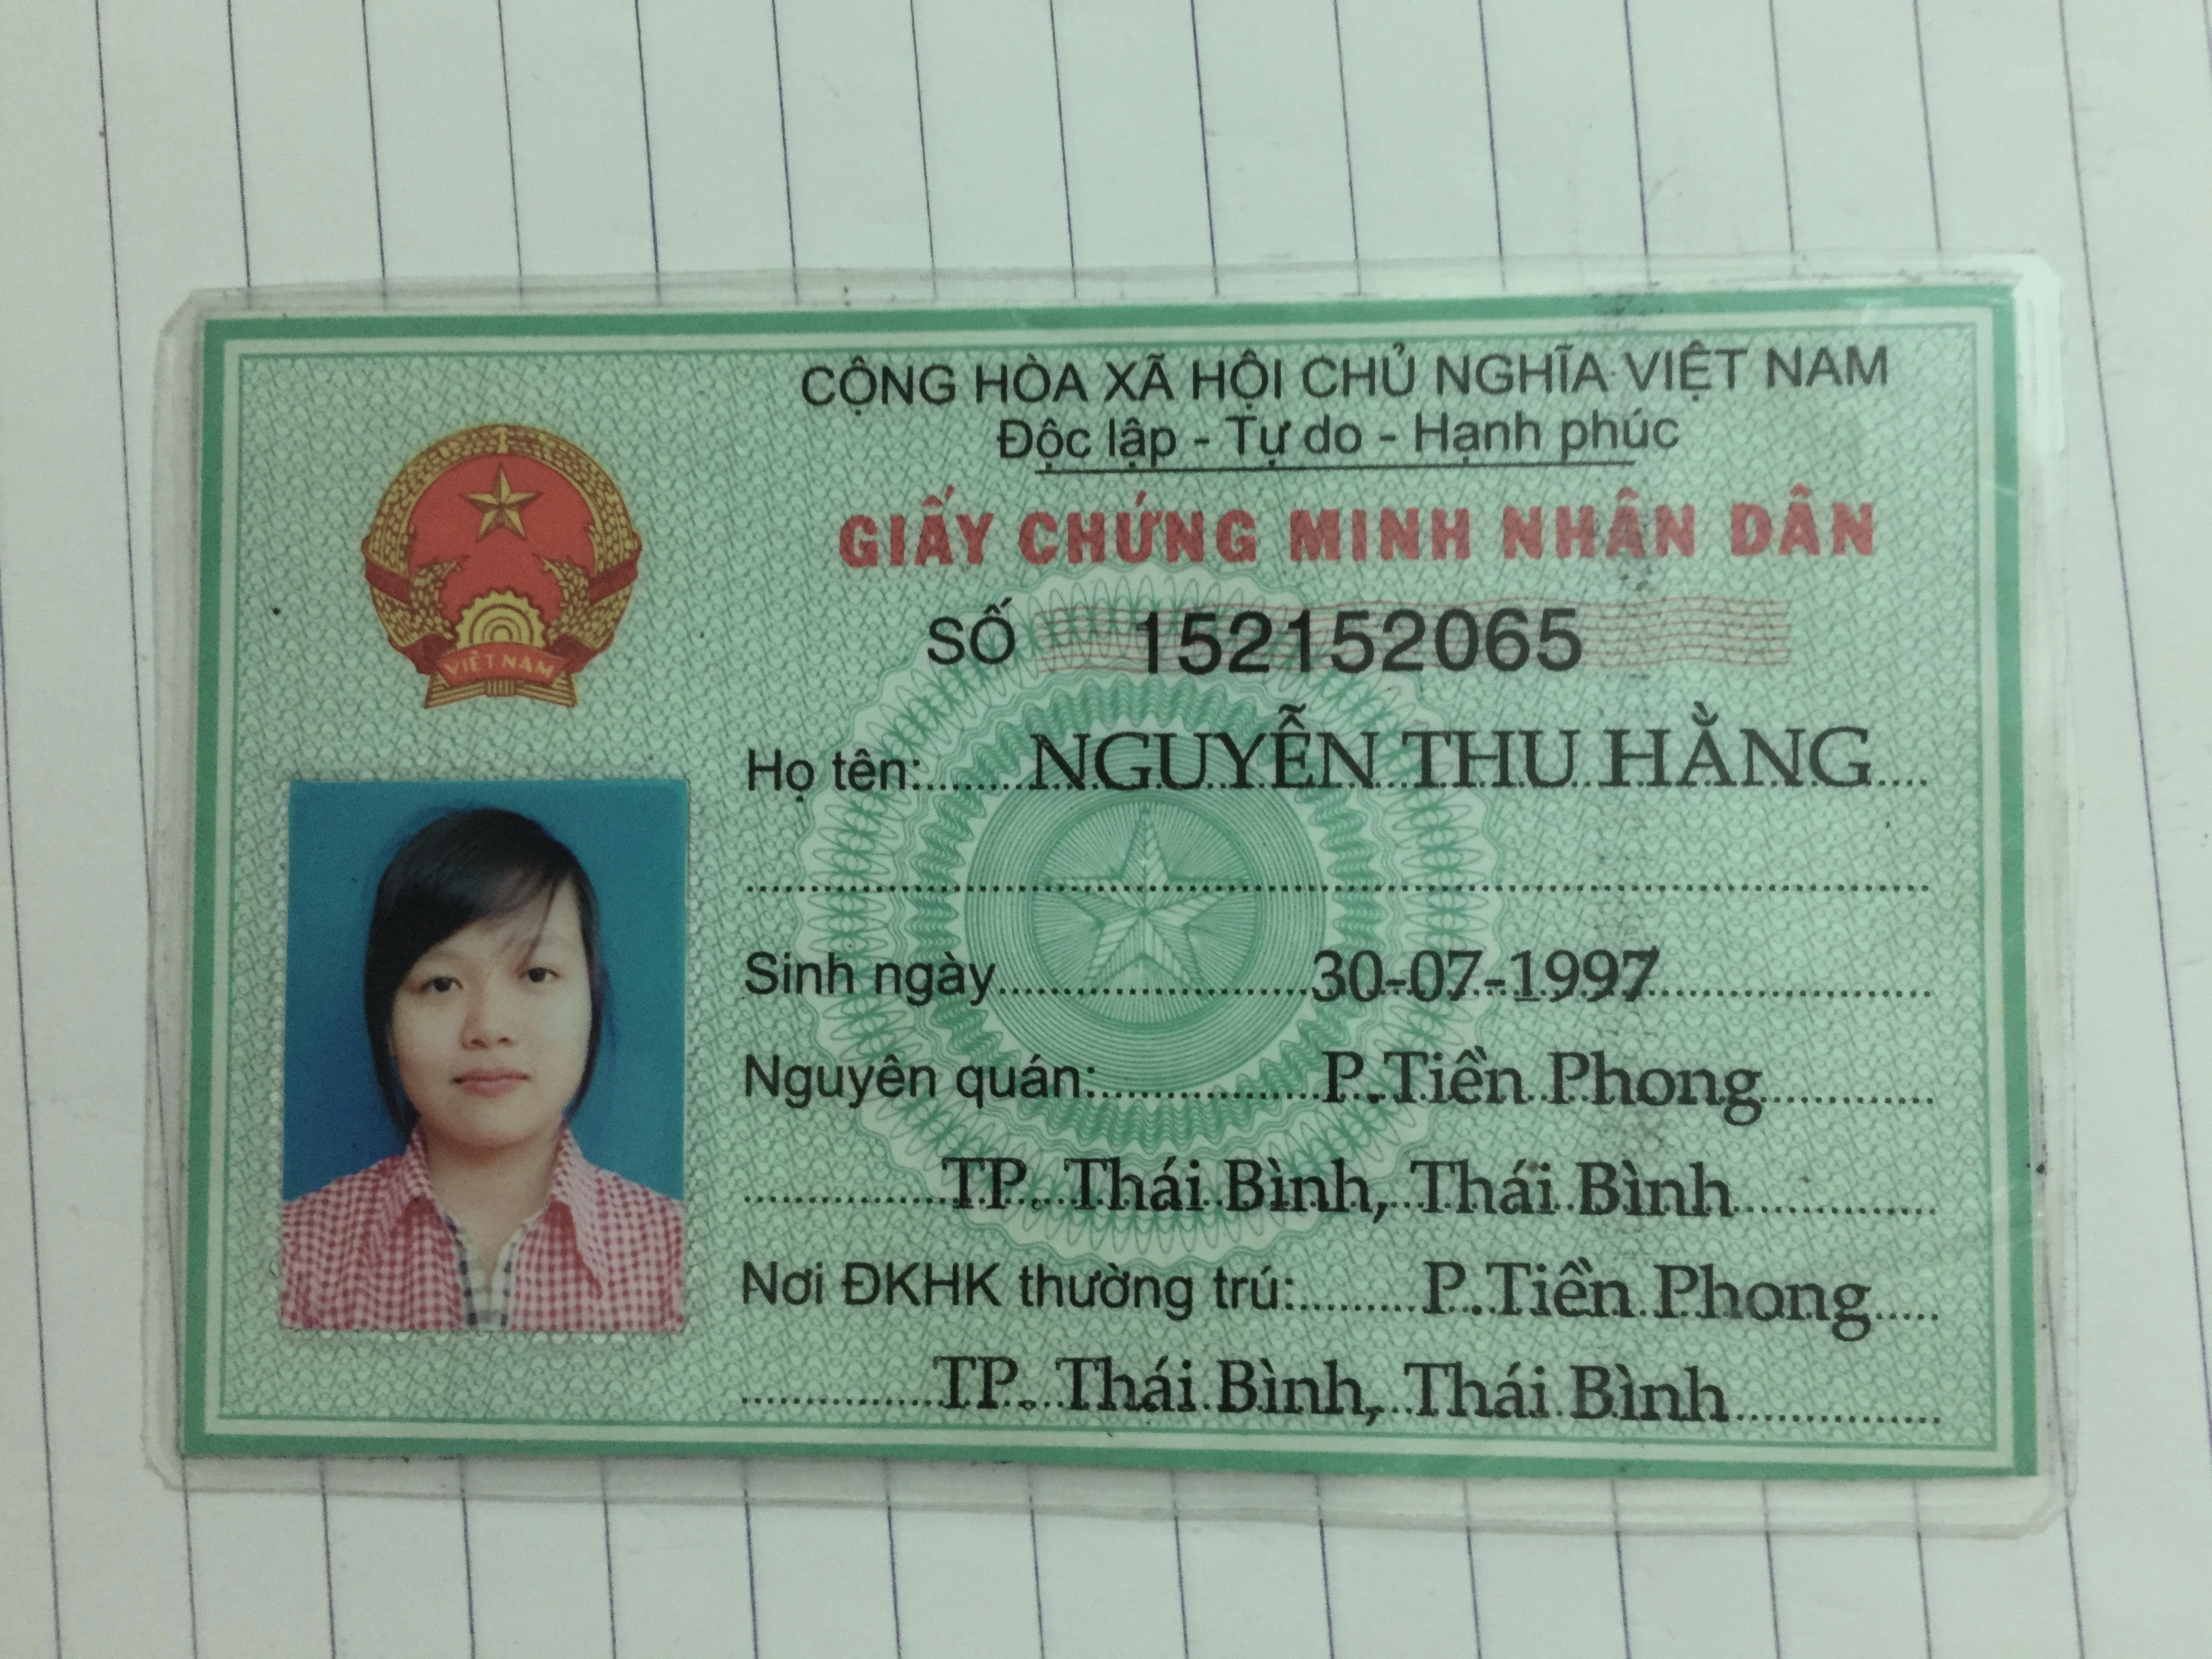 CỘNG HÒA XÃ HỘI CHỦ NGHĨA VIỆT NAM
Độc lập - Tự do - Hạnh phúc
GIẤY CHỨNG MINH NHÂN DÂN
SỐ 152152065
VIỆT NAM
Họ tên: NGUYỄN THU HẰNG
Sinh ngày 30-07-1997
Nguyên quán: P.Tiền Phong
TP. Thái Bình, Thái Bình
Nơi ĐKHK thường trú: P.Tiền Phong
TP. Thái Bình, Thái Bình